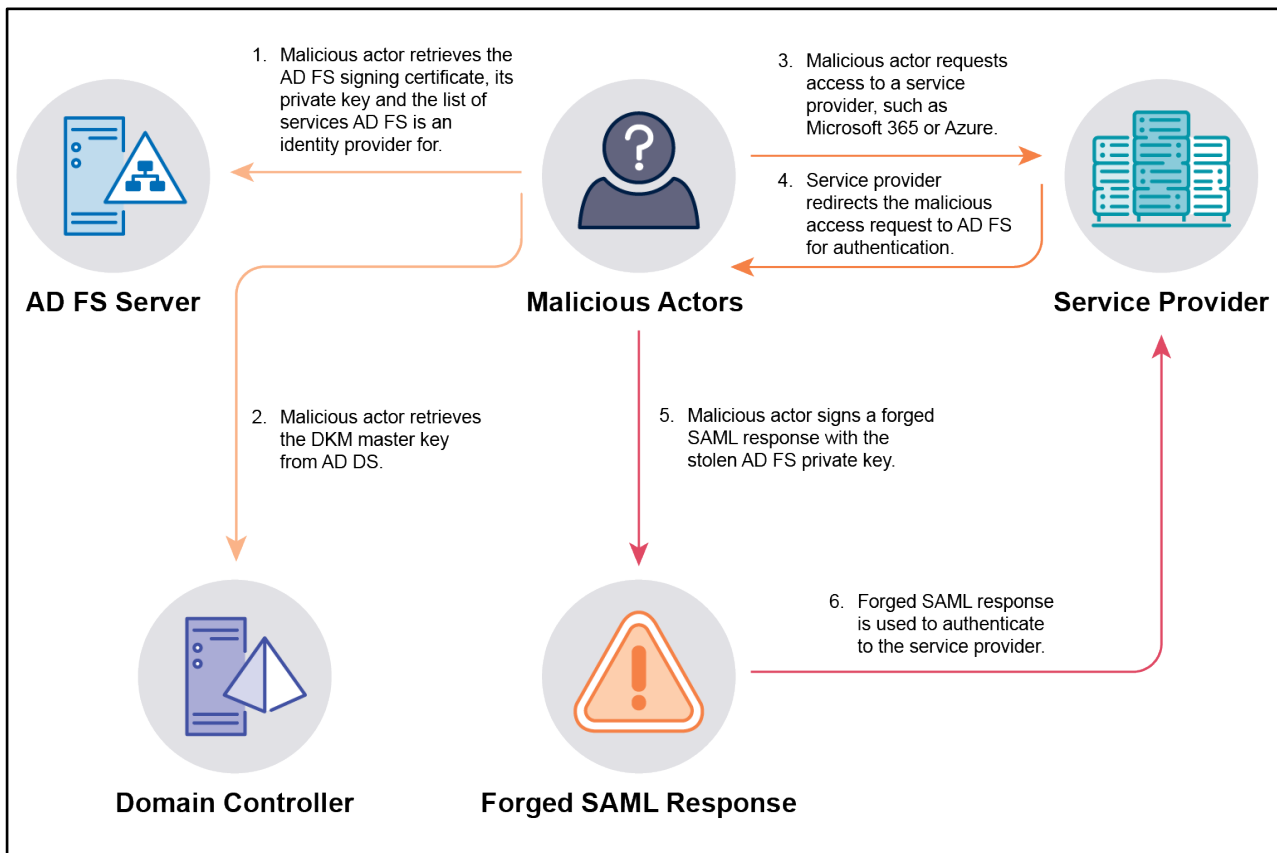 1. Malicious actor retrieves the
AD FS signing certificate, its
private key and the list of
services AD FS is an
identity provider for.
3. Malicious actor requests
access to a service
provider, such as
Microsoft 365 or Azure.
4. Service provider
redirects the malicious
access request to AD FS
for authentication.
AD FS Server
Malicious Actors
Service Provider
2. Malicious actor retrieves
the DKM master key
from AD DS.
5. Malicious actor signs a forged
SAML response with the
stolen AD FS private key.
6. Forged SAML response
is used to authenticate
to the service provider.
Domain Controller
Forged SAML Response